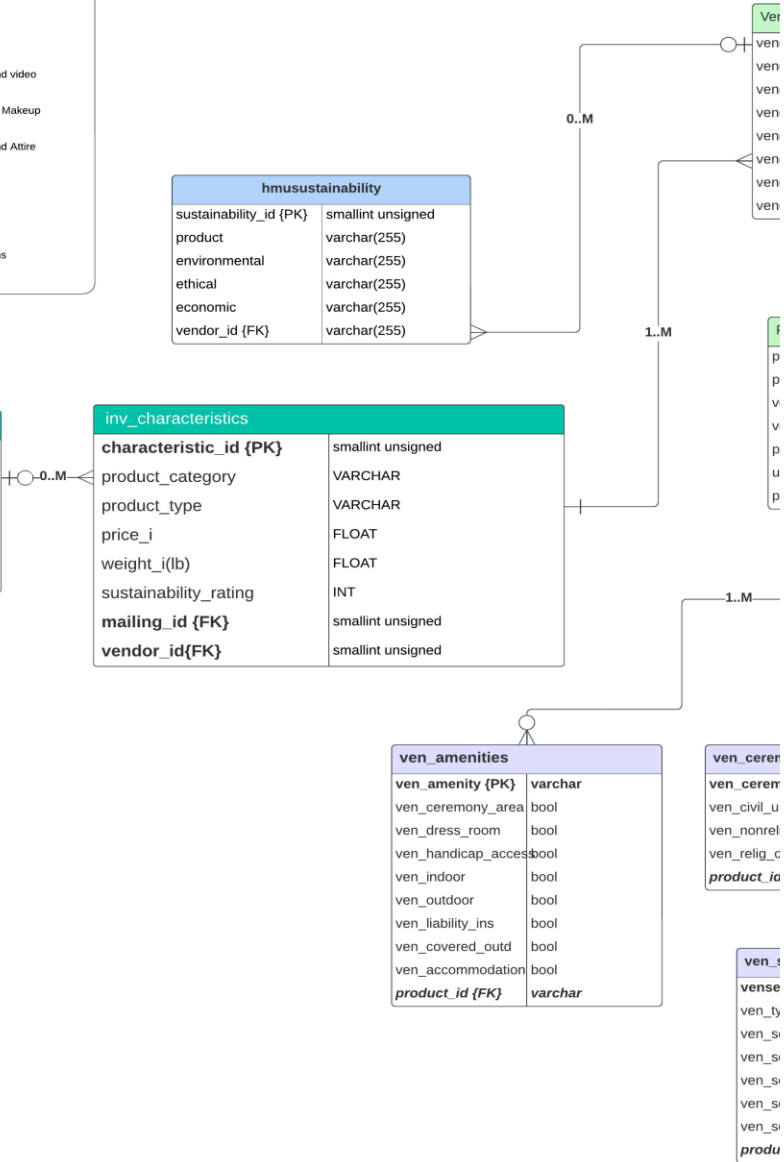 video
Makeup
Attire
0..M
1..M
hmusustainability
sustainability_id {PK} smallint unsigned
product varchar(255)
environmental varchar(255)
ethical varchar(255)
economic varchar(255)
vendor_id {FK} varchar(255)
0..M
inv_characteristics
characteristic_id {PK} smallint unsigned
product_category VARCHAR
product_type VARCHAR
price_i FLOAT
weight_i(lb) FLOAT
sustainability_rating INT
mailing_id {FK} smallint unsigned
vendor_id{FK} smallint unsigned
1..M
ven_amenities
ven_amenity {PK} varchar
ven_ceremony_area bool
ven_dress_room bool
ven_handicap_access bool
ven_indoor bool
ven_outdoor bool
ven_liability_ins bool
ven_covered_outd bool
ven_accommodation bool
product_id {FK} varchar
product_id